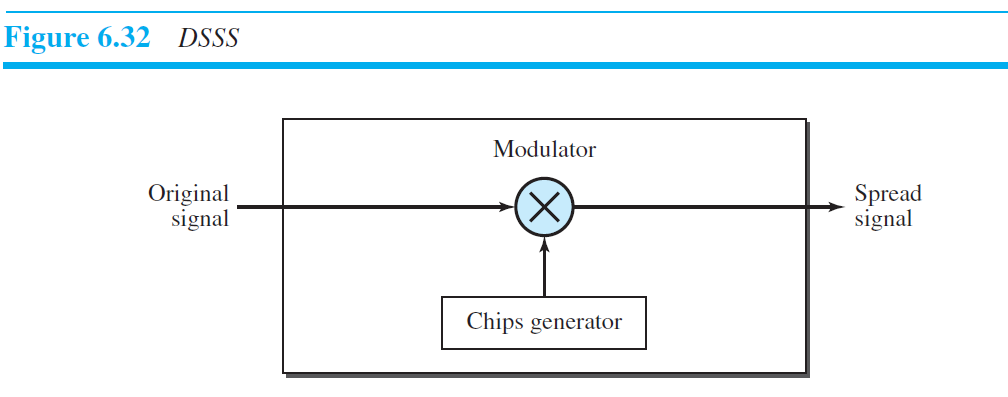 Figure 6.32 DSSS
Modulator
Original
signal
Spread
signal
Chips generator